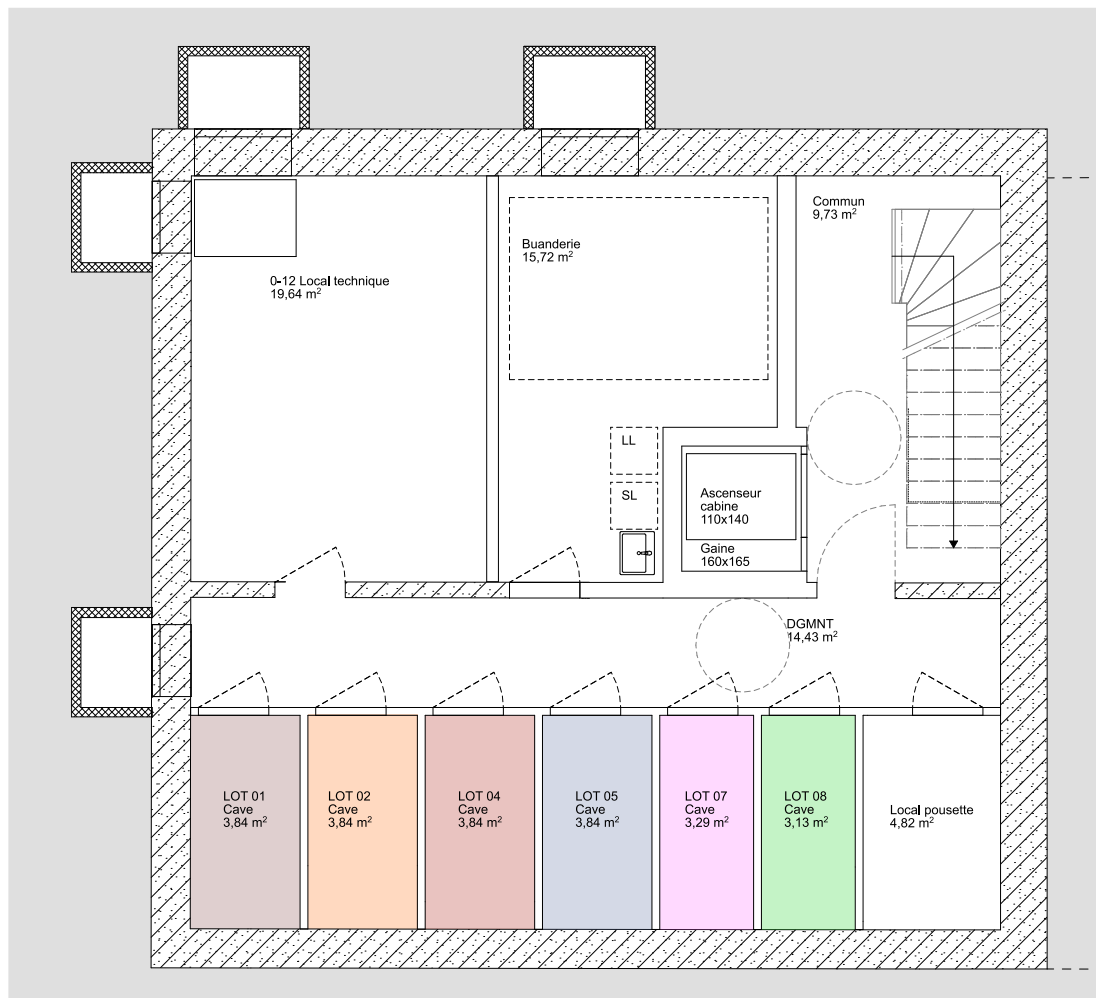 Commun
9,73 m²
Buanderie
15,72 m²
0-12 Local technique
19,64 m²
LL
SL
Ascenseur
cabine
110x140
Gaine
160x165
DGMNT
14,43 m²
LOT 01
Cave
3,84 m²
LOT 02
Cave
3,84 m²
LOT 04
Cave
3,84 m²
LOT 05
Cave
3,84 m²
LOT 07
Cave
3,29 m²
LOT 08
Cave
3,13 m²
Local pousette
4,82 m²